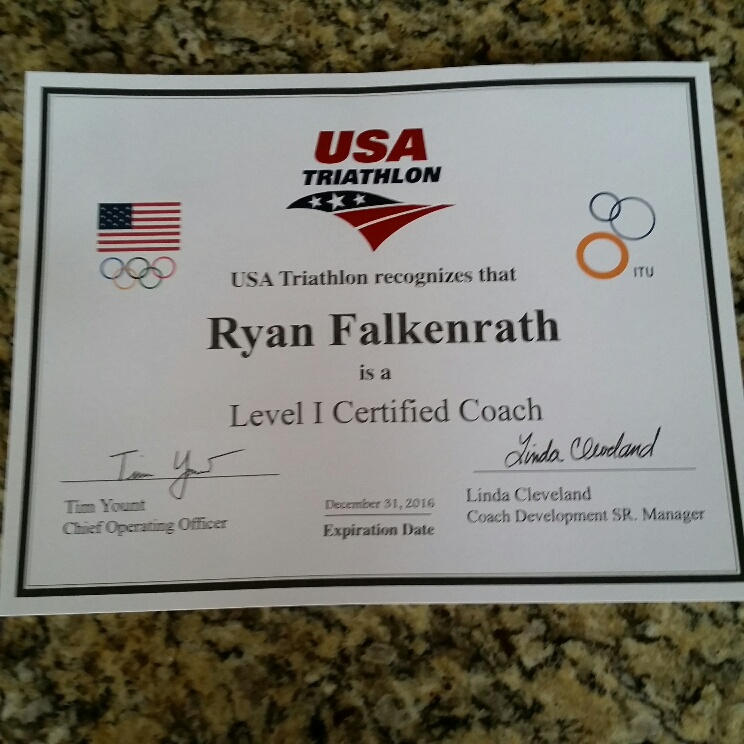 USA
TRIATHLON
ITU
USA Triathlon recognizes that
Ryan Falkenrath
is a
Level I Certified Coach
Tim Yount
Linda Cleveland
Tim Yount
Chief Operating Officer
December 31, 2016
Expiration Date
Linda Cleveland
Coach Development SR. Manager